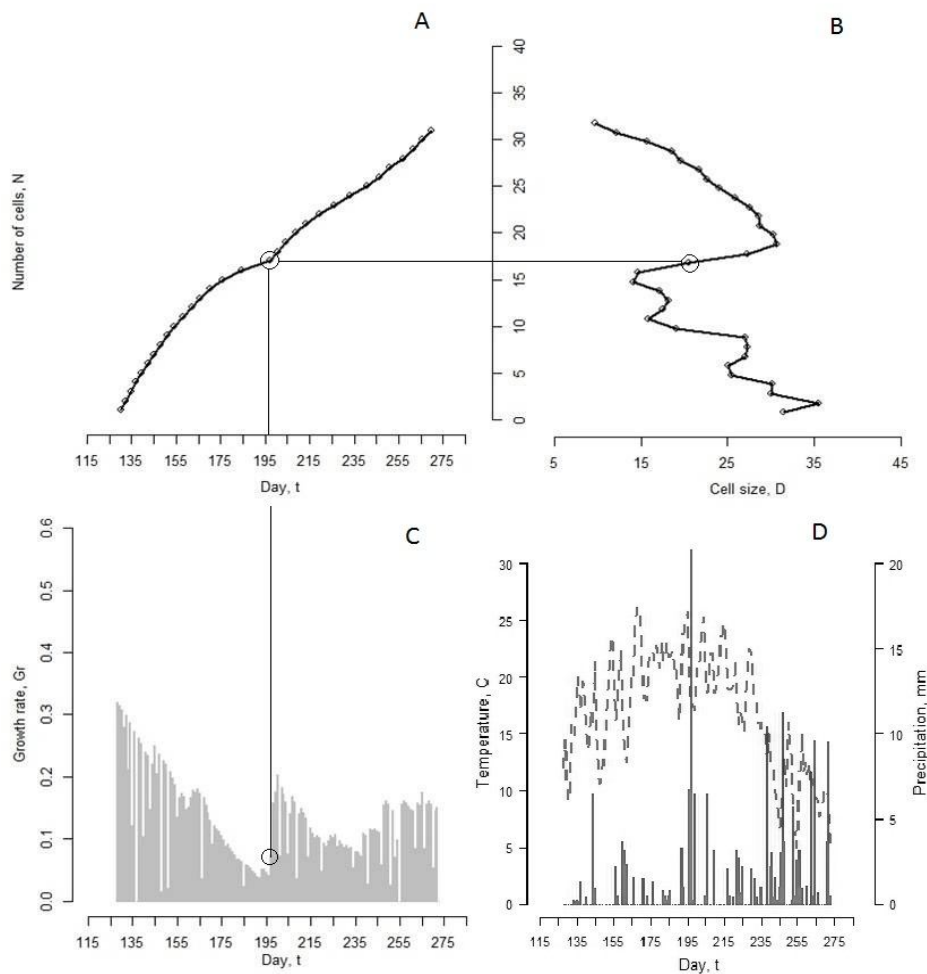 A
B
Number of cells, N
0 5 10 15 20 25 30 35 40
115 135 155 175 195 215 235 255 275
Day, t
5 15 25 35 45
Cell size, D
C
D
Growth rate, Gr
0.0 0.1 0.2 0.3 0.4 0.5 0.6
115 135 155 175 195 215 235 255 275
Day, t
Temperature, C
0 5 10 15 20 25 30
Precipitation, mm
0 5 10 15 20
115 135 155 175 195 215 235 255 275
Day, t